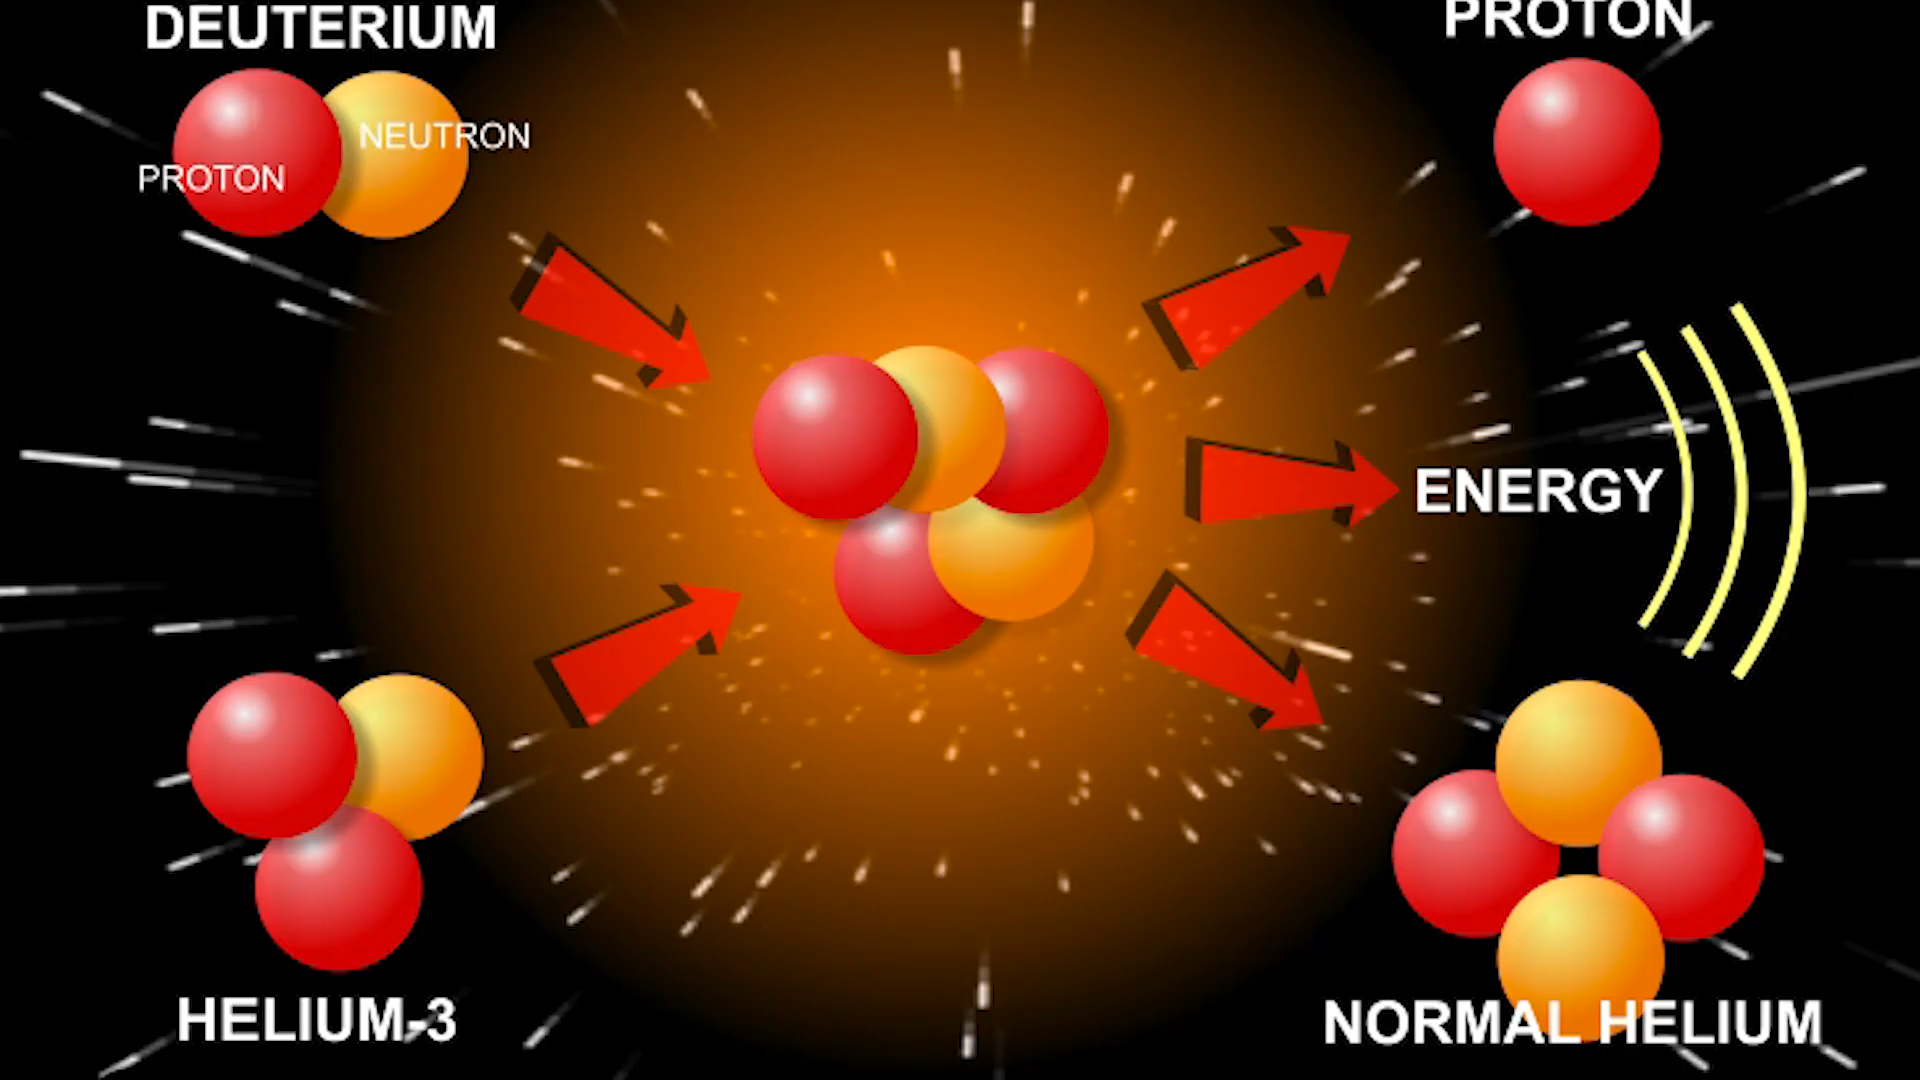 DEUTERIUM
NEUTRON
PROTON
PROTON
ENERGY
HELIUM-3
NORMAL HELIUM